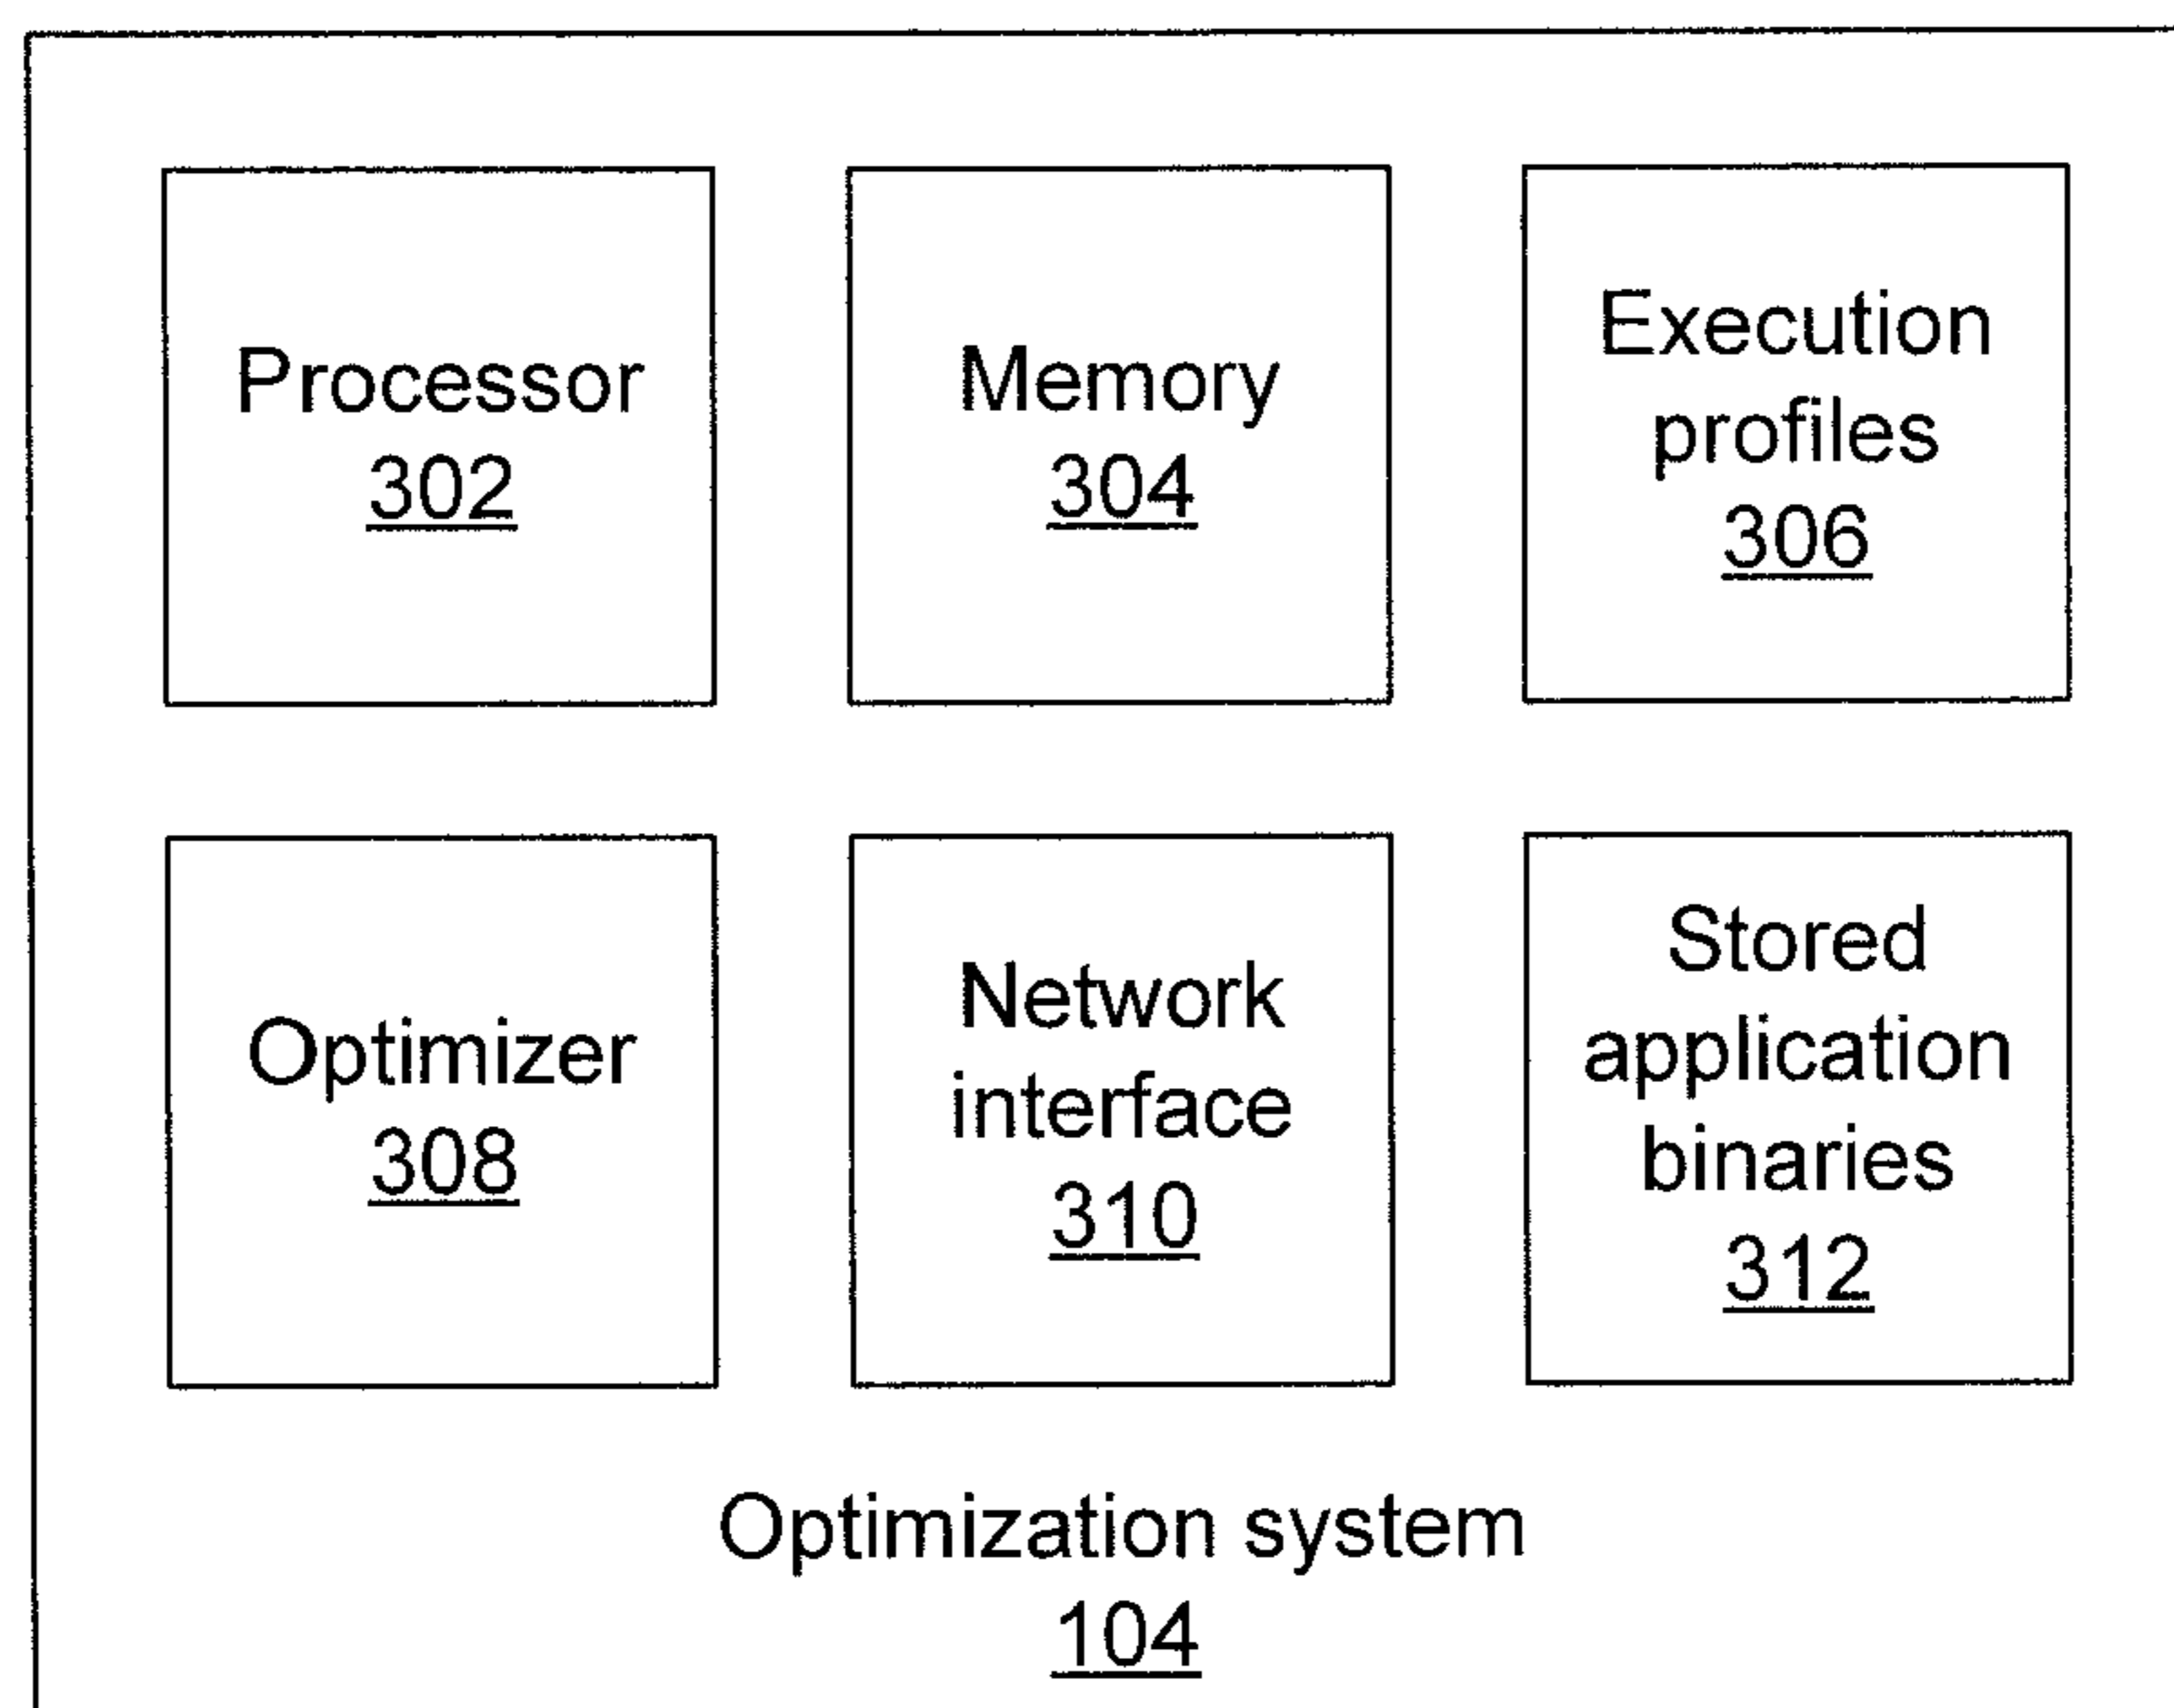 Processor
302
Memory
304
Execution
profiles
306
Optimizer
308
Network
interface
310
Stored
application
binaries
312
Optimization system
104